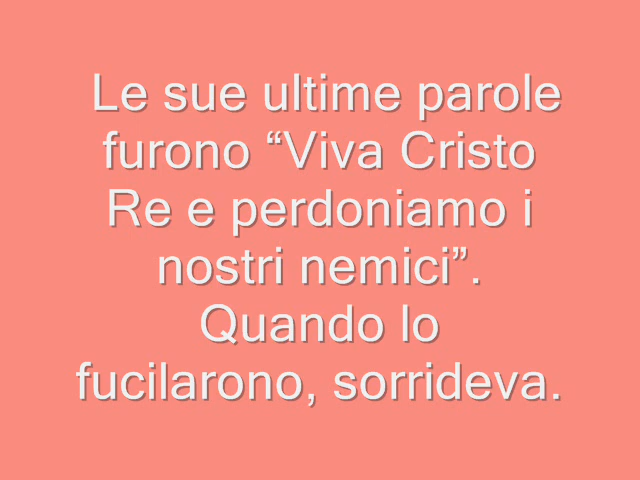 Le sue ultime parole
furono “Viva Cristo
Re e perdoniamo i
nostri nemici”.
Quando lo
fucilarono, sorrideva.